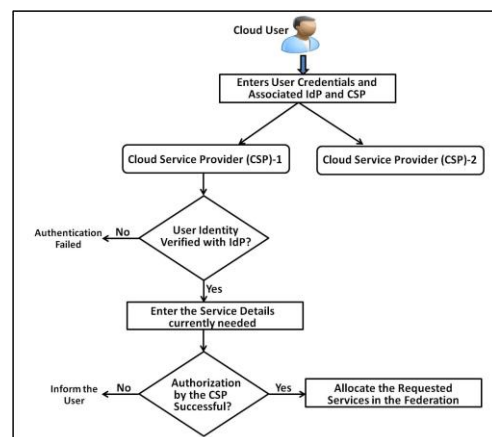 Cloud User
Enters User Credentials and
Associated IdP and CSP
Cloud Service Provider (CSP)-1
Cloud Service Provider (CSP)-2
User Identity
Verified with IdP?
No
Authentication
Failed
Yes
Enter the Service Details
currently needed
Authorization
by the CSP
Successful?
No
Inform the
User
Yes
Allocate the Requested
Services in the Federation